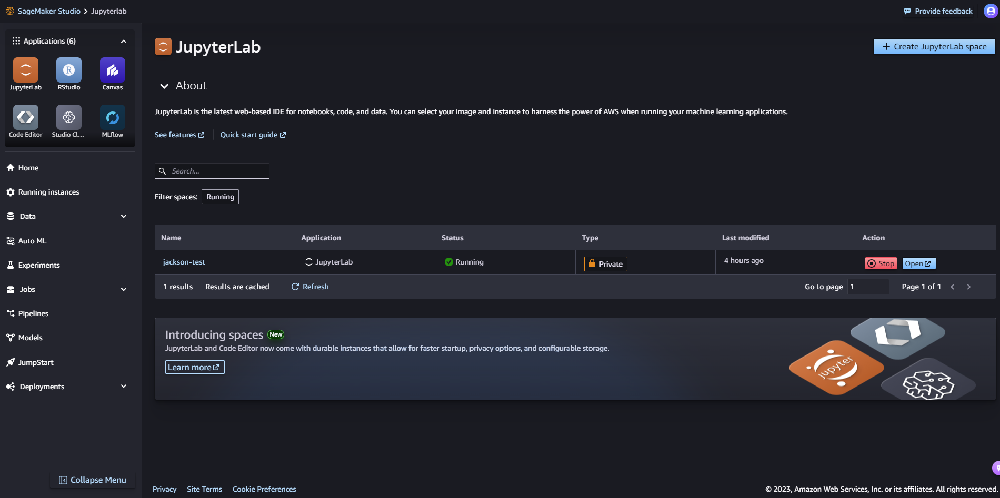 SageMaker Studio > Jupyterlab
Provide feedback
Applications (6)
JupyterLab
RStudio
Canvas
Code Editor
Studio Cl...
MLflow
Home
Running instances
Data
Auto ML
Experiments
Jobs
Pipelines
Models
JumpStart
Deployments
Collapse Menu
JupyterLab
+ Create JupyterLab space
About
JupyterLab is the latest web-based IDE for notebooks, code, and data. You can select your image and instance to harness the power of AWS when running your machine learning applications.
See features
Quick start guide
Search...
Filter spaces: Running
Name Application Status Type Last modified Action
jackson-test JupyterLab Running Private 4 hours ago Stop Open
1 results Results are cached Refresh Go to page 1 Page 1 of 1
Introducing spaces New
JupyterLab and Code Editor now come with durable instances that allow for faster startup, privacy options, and configurable storage.
Learn more
jupyter
Privacy Site Terms Cookie Preferences
© 2023, Amazon Web Services, Inc. or its affiliates. All rights reserved.